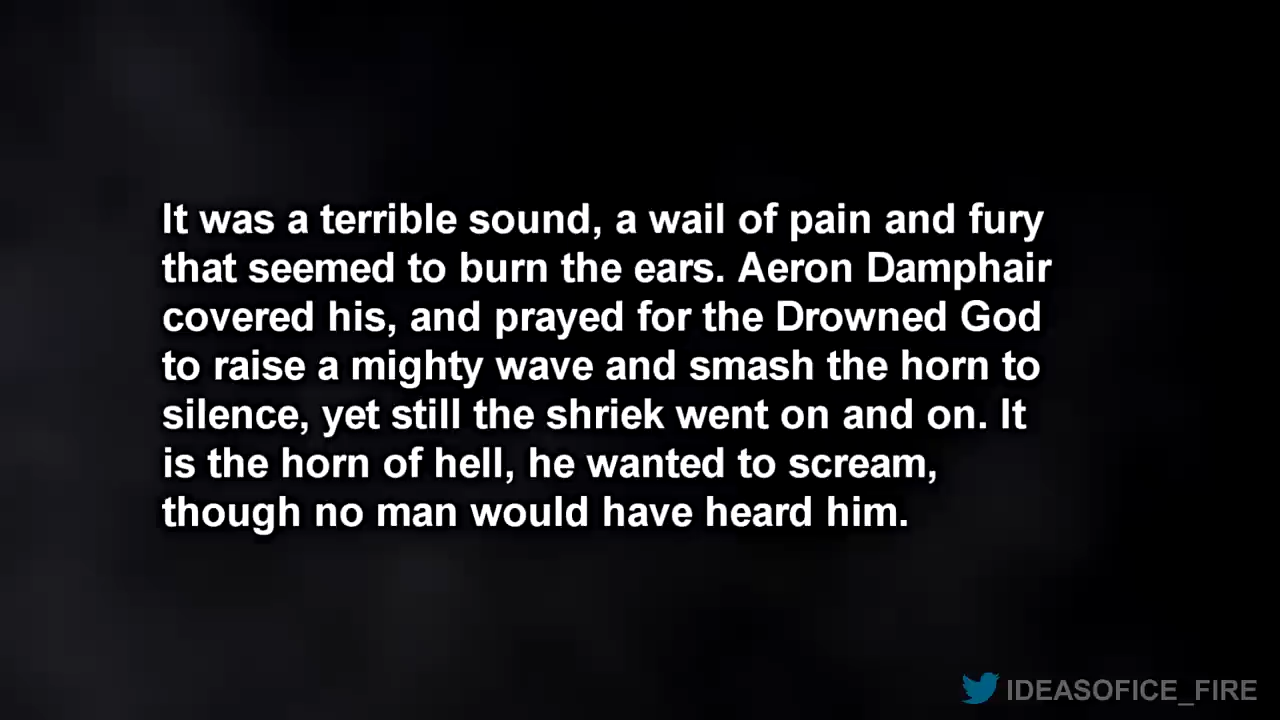 It was a terrible sound, a wail of pain and fury
that seemed to burn the ears. Aeron Damphair
covered his, and prayed for the Drowned God
to raise a mighty wave and smash the horn to
silence, yet still the shriek went on and on. It
is the horn of hell, he wanted to scream,
though no man would have heard him.
IDEASOFICE_FIRE